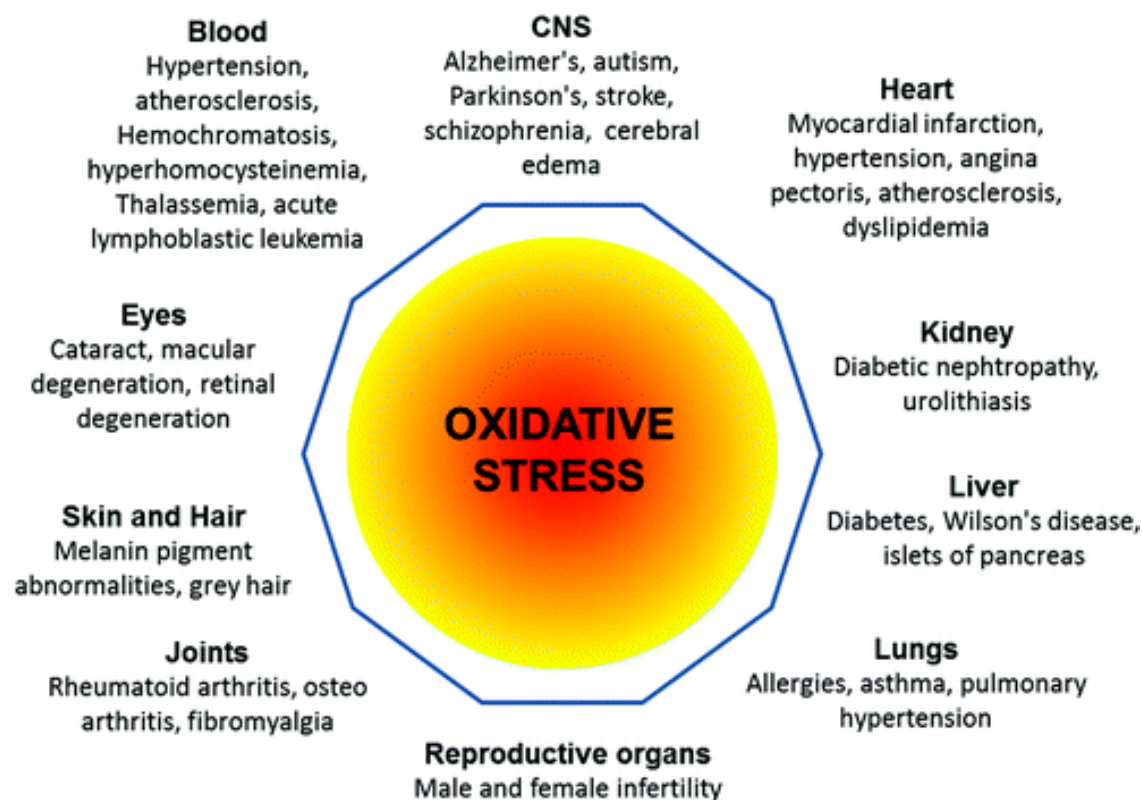 Blood
Hypertension,
atherosclerosis,
Hemochromatosis,
hyperhomocysteinemia,
Thalassemia, acute
lymphoblastic leukemia
CNS
Alzheimer's, autism,
Parkinson's, stroke,
schizophrenia, cerebral
edema
Heart
Myocardial infarction,
hypertension, angina
pectoris, atherosclerosis,
dyslipidemia
Eyes
Cataract, macular
degeneration, retinal
degeneration
Kidney
Diabetic nephtropathy,
urolithiasis
OXIDATIVE
STRESS
Skin and Hair
Melanin pigment
abnormalities, grey hair
Liver
Diabetes, Wilson's disease,
islets of pancreas
Joints
Rheumatoid arthritis, osteo
arthritis, fibromyalgia
Lungs
Allergies, asthma, pulmonary
hypertension
Reproductive organs
Male and female infertility